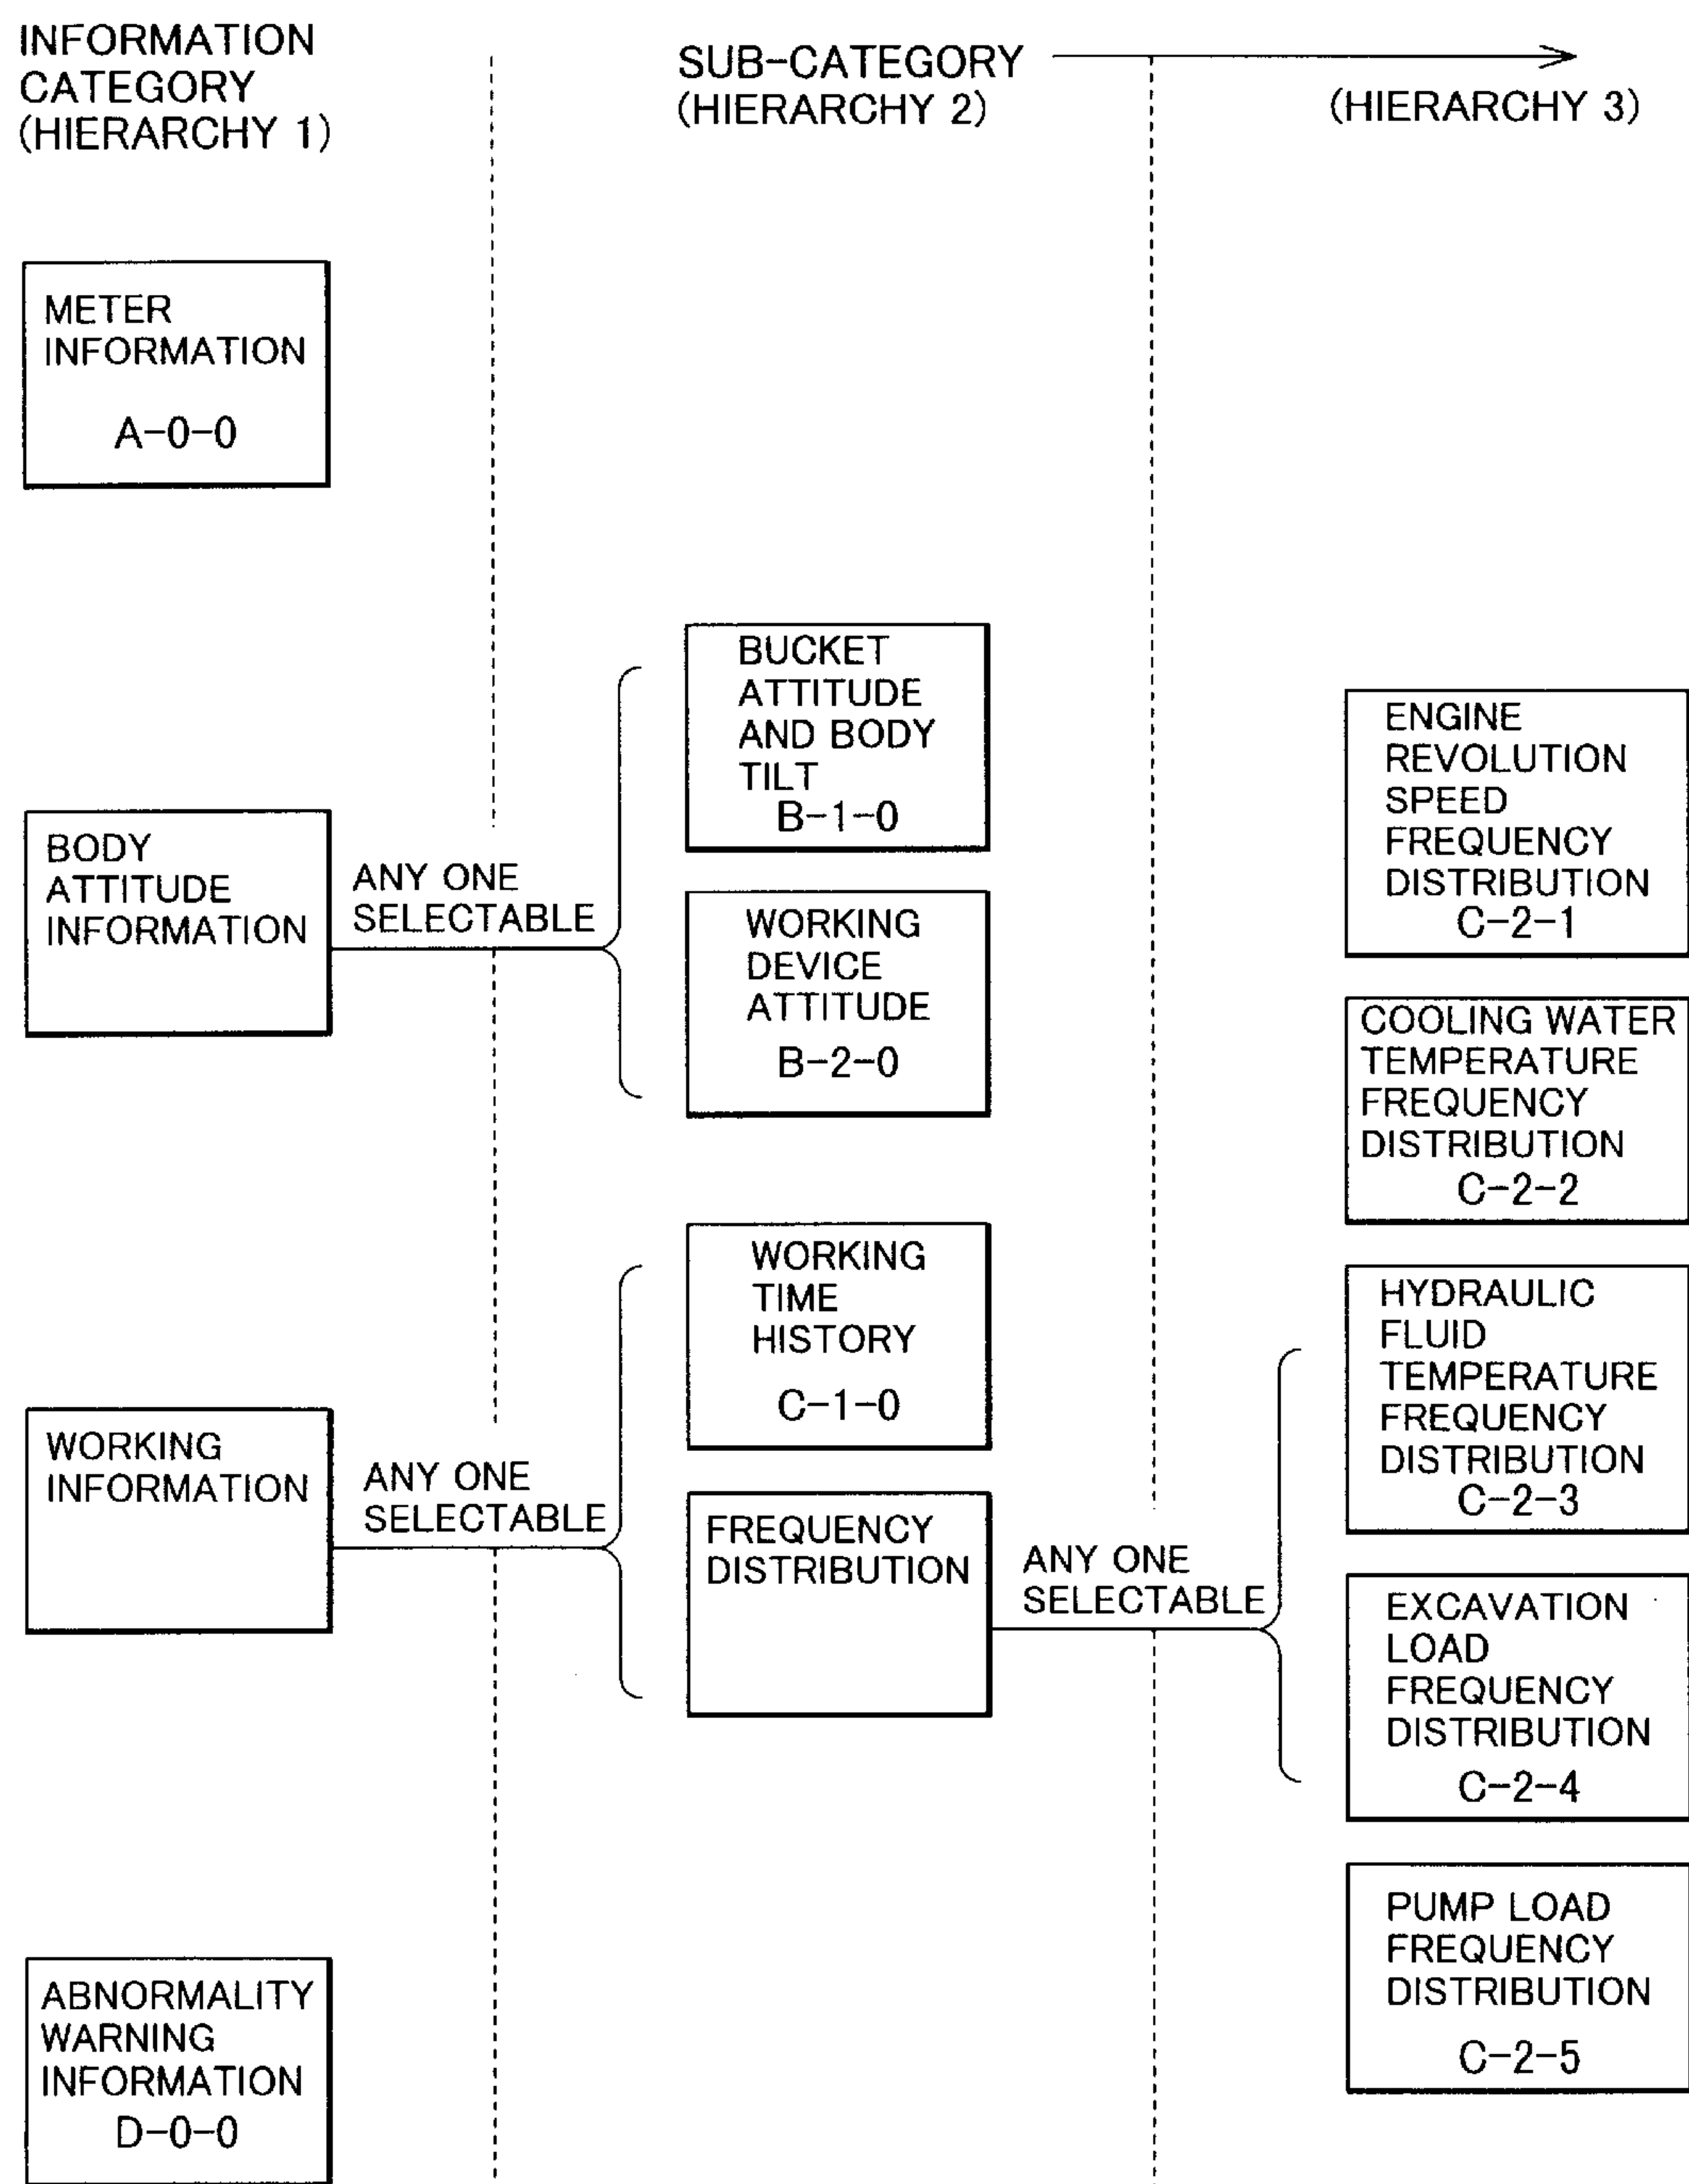 INFORMATION
CATEGORY
(HIERARCHY 1)
SUB-CATEGORY
(HIERARCHY 2)
(HIERARCHY 3)
METER
INFORMATION
A-0-0
BODY
ATTITUDE
INFORMATION
ANY ONE
SELECTABLE
BUCKET
ATTITUDE
AND BODY
TILT
B-1-0
WORKING
DEVICE
ATTITUDE
B-2-0
WORKING
INFORMATION
ANY ONE
SELECTABLE
WORKING
TIME
HISTORY
C-1-0
FREQUENCY
DISTRIBUTION
ANY ONE
SELECTABLE
ENGINE
REVOLUTION
SPEED
FREQUENCY
DISTRIBUTION
C-2-1
COOLING WATER
TEMPERATURE
FREQUENCY
DISTRIBUTION
C-2-2
HYDRAULIC
FLUID
TEMPERATURE
FREQUENCY
DISTRIBUTION
C-2-3
EXCAVATION
LOAD
FREQUENCY
DISTRIBUTION
C-2-4
PUMP LOAD
FREQUENCY
DISTRIBUTION
C-2-5
ABNORMALITY
WARNING
INFORMATION
D-0-0